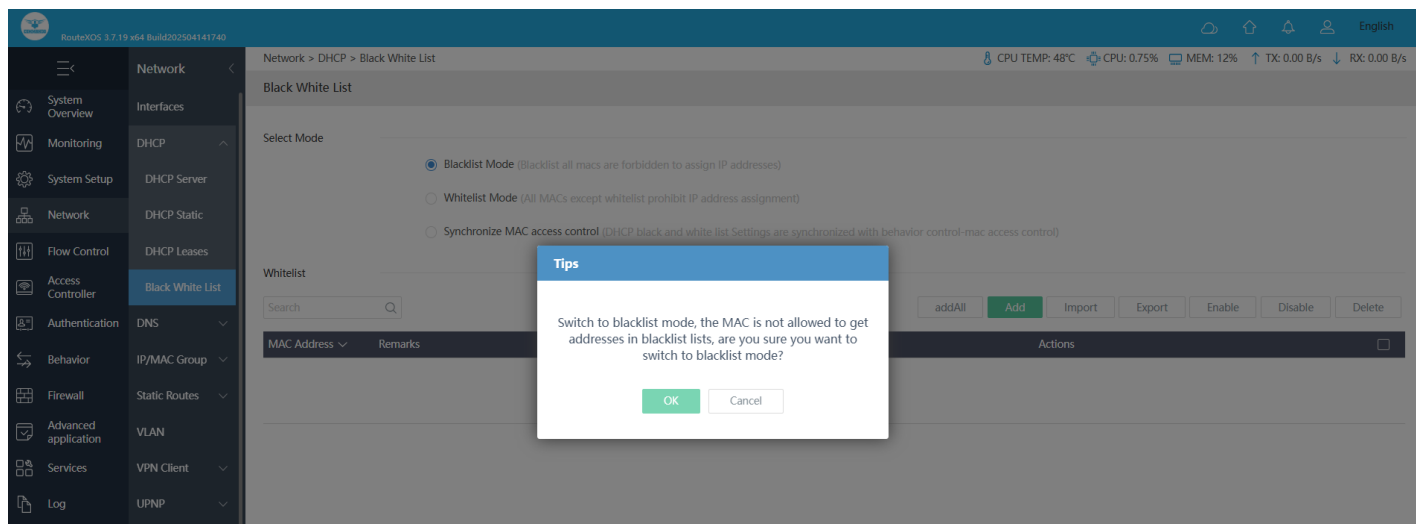 RouteXOS 3.7.19 x64 Build202504141740
English
Network
Network > DHCP > Black White List
CPU TEMP: 48°C CPU: 0.75% MEM: 12% TX: 0.00 B/s RX: 0.00 B/s
Black White List
System Overview
Monitoring
System Setup
Network
Flow Control
Access Controller
Authentication
Behavior
Firewall
Advanced application
Services
Log
Interfaces
DHCP
DHCP Server
DHCP Static
DHCP Leases
Black White List
DNS
IP/MAC Group
Static Routes
VLAN
VPN Client
UPNP
Select Mode
Blacklist Mode (Blacklist all macs are forbidden to assign IP addresses)
Whitelist Mode (All MACs except whitelist prohibit IP address assignment)
Synchronize MAC access control (DHCP black and white list Settings are synchronized with behavior control-mac access control)
Whitelist
Search
addAll Add Import Export Enable Disable Delete
MAC Address Remarks Actions
Tips
Switch to blacklist mode, the MAC is not allowed to get
addresses in blacklist lists, are you sure you want to
switch to blacklist mode?
OK Cancel